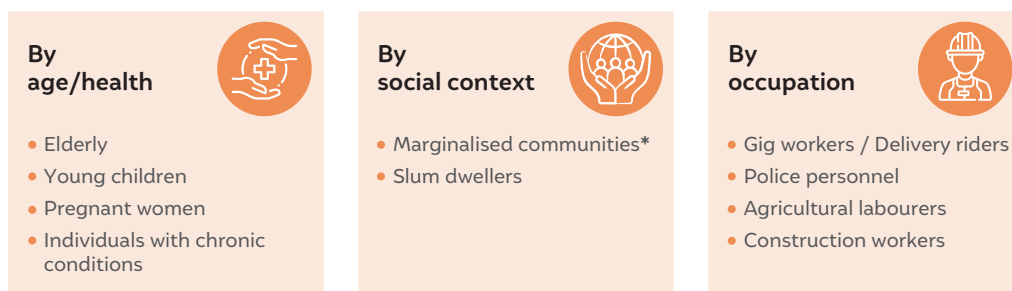 By
age/health
Elderly
Young children
Pregnant women
Individuals with chronic
conditions
By
social context
Marginalised communities*
Slum dwellers
By
occupation
Gig workers / Delivery riders
Police personnel
Agricultural labourers
Construction workers